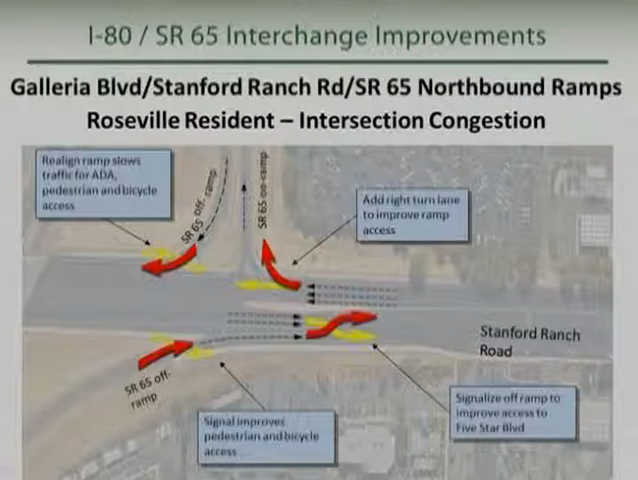 I-80 / SR 65 Interchange Improvements
Galleria Blvd/Stanford Ranch Rd/SR 65 Northbound Ramps
Roseville Resident – Intersection Congestion
Realign ramp slows
traffic for ADA,
pedestrian and bicycle
access
SR 65 off- ramp
SR 65 on-ramp
Add right turn lane
to improve ramp
access
Stanford Ranch
Road
SR 65 off-
ramp
Signal improves
pedestrian and bicycle
access
Signalize off ramp to
improve access to
Five Star Blvd